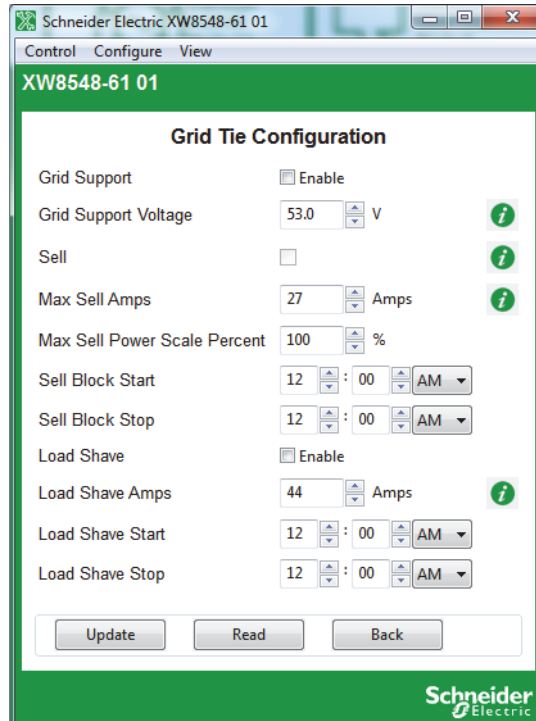 Schneider Electric XW8548-61 01
Control Configure View
XW8548-61 01
Grid Tie Configuration
Grid Support Enable
Grid Support Voltage 53.0 V i
Sell i
Max Sell Amps 27 Amps i
Max Sell Power Scale Percent 100 %
Sell Block Start 12 : 00 AM
Sell Block Stop 12 : 00 AM
Load Shave Enable
Load Shave Amps 44 Amps i
Load Shave Start 12 : 00 AM
Load Shave Stop 12 : 00 AM
Update Read Back
Schneider
Electric